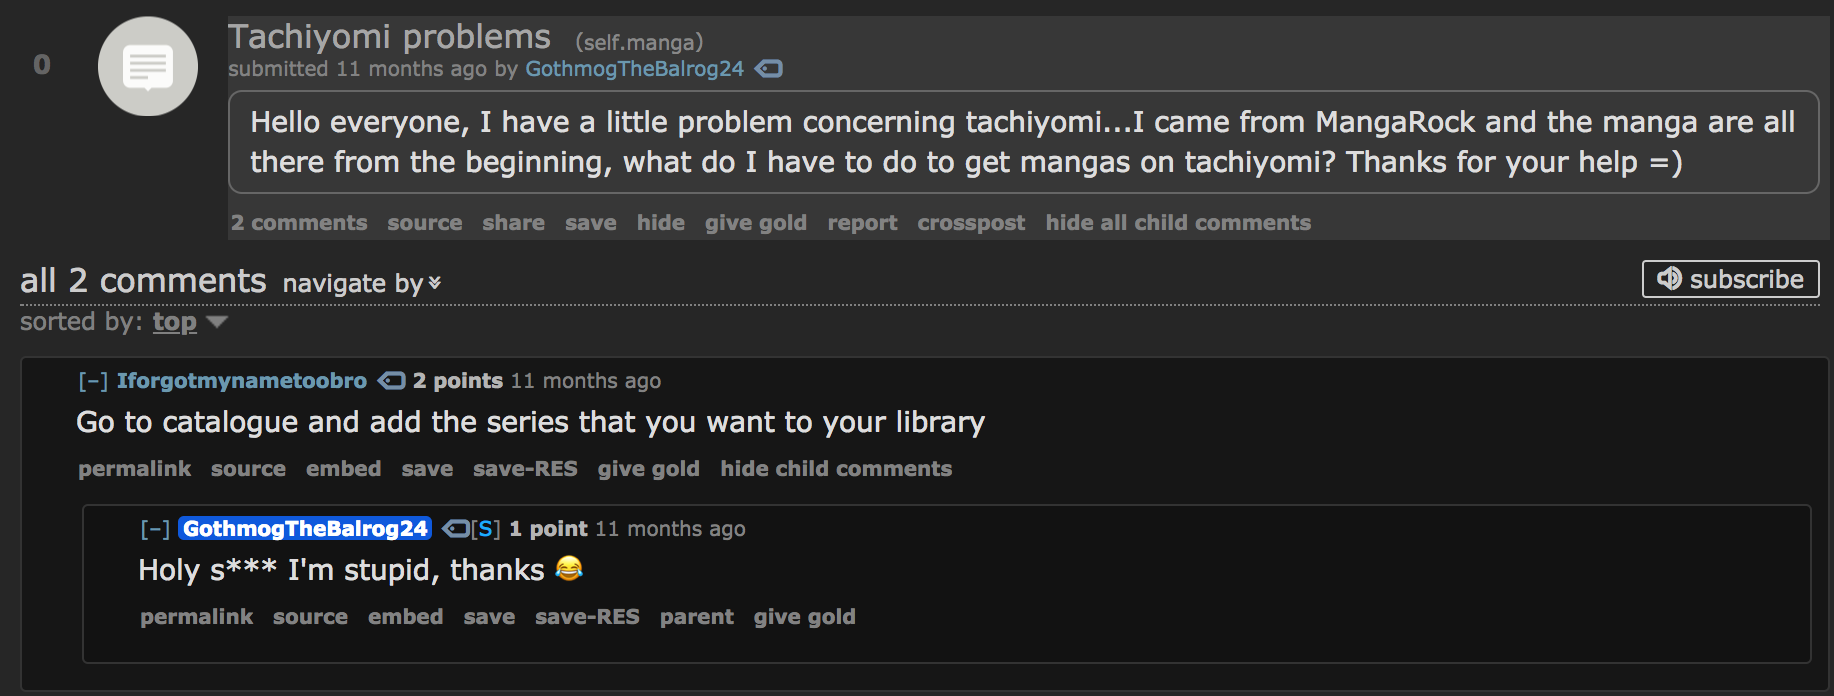 0
Tachiyomi problems (self.manga)
submitted 11 months ago by GothmogTheBalrog24
Hello everyone, I have a little problem concerning tachiyomi...I came from MangaRock and the manga are all
there from the beginning, what do I have to do to get mangas on tachiyomi? Thanks for your help =)
2 comments source share save hide give gold report crosspost hide all child comments
all 2 comments navigate by
subscribe
sorted by: top
[–] Iforgotmynametoobro 2 points 11 months ago
Go to catalogue and add the series that you want to your library
permalink source embed save save-RES give gold hide child comments
[–] GothmogTheBalrog24 [S] 1 point 11 months ago
Holy s*** I'm stupid, thanks 😂
permalink source embed save save-RES parent give gold